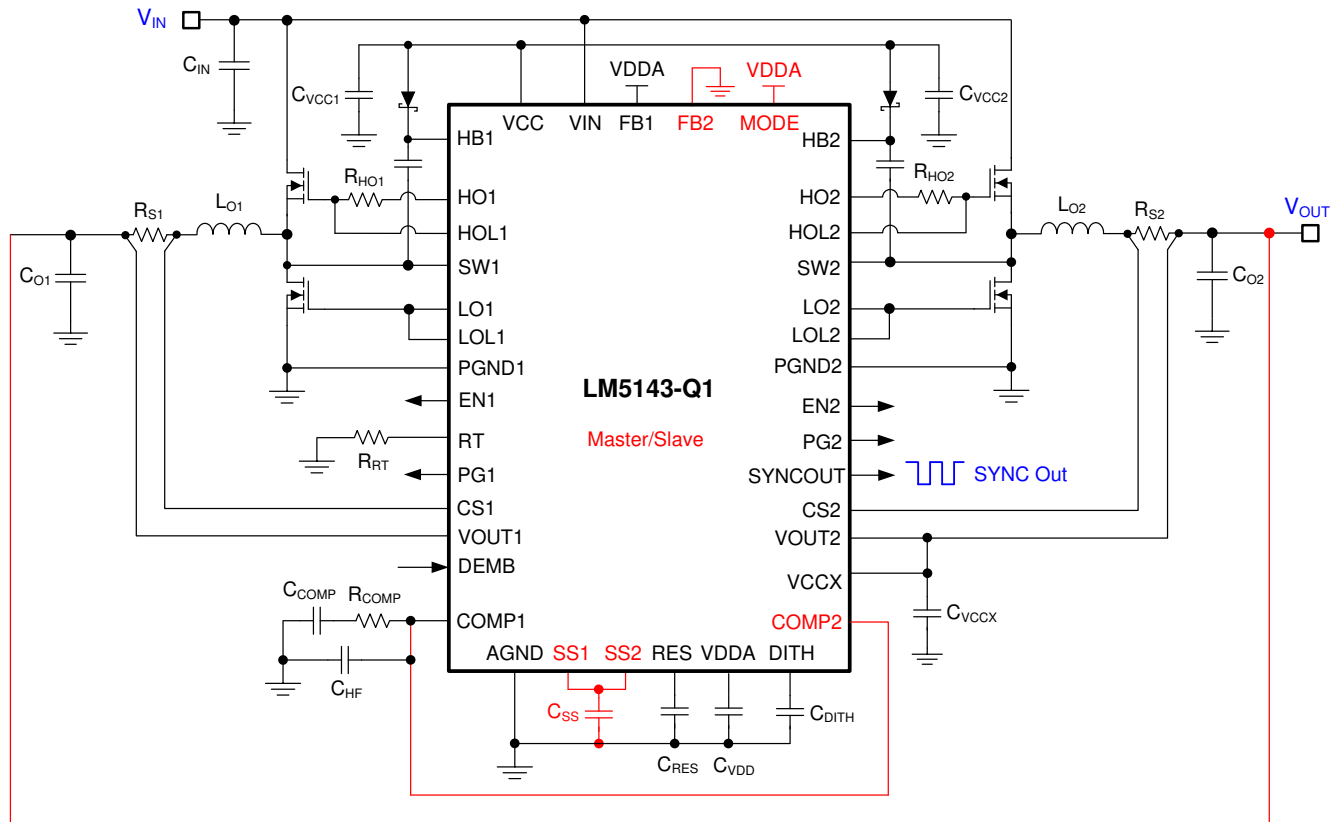 VIN
CIN
CVCC1
VDDA
VDDA
CVCC2
VCC
VIN
FB1
FB2
MODE
HB1
HB2
RHO1
HO1
HO2
RHO2
RS1
LO1
HOL1
HOL2
LO2
RS2
VOUT
SW1
SW2
CO1
CO2
LO1
LO2
LOL1
LOL2
PGND1
PGND2
LM5143-Q1
EN1
EN2
RT
Master/Slave
PG2
RRT
PG1
SYNCOUT
SYNC Out
CS1
CS2
VOUT1
VOUT2
DEMB
VCCX
CCOMP
RCOMP
COMP1
COMP2
CVCCX
AGND
SS1
SS2
RES
VDDA
DITH
CHF
CSS
CDITH
CRES
CVDD